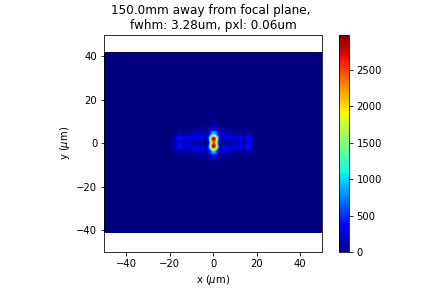 150.0mm away from focal plane,
fwhm: 3.28um, pxl: 0.06um
40
20
0
−20
−40
y (μm)
−40 −20 0 20 40
x (μm)
2500
2000
1500
1000
500
0